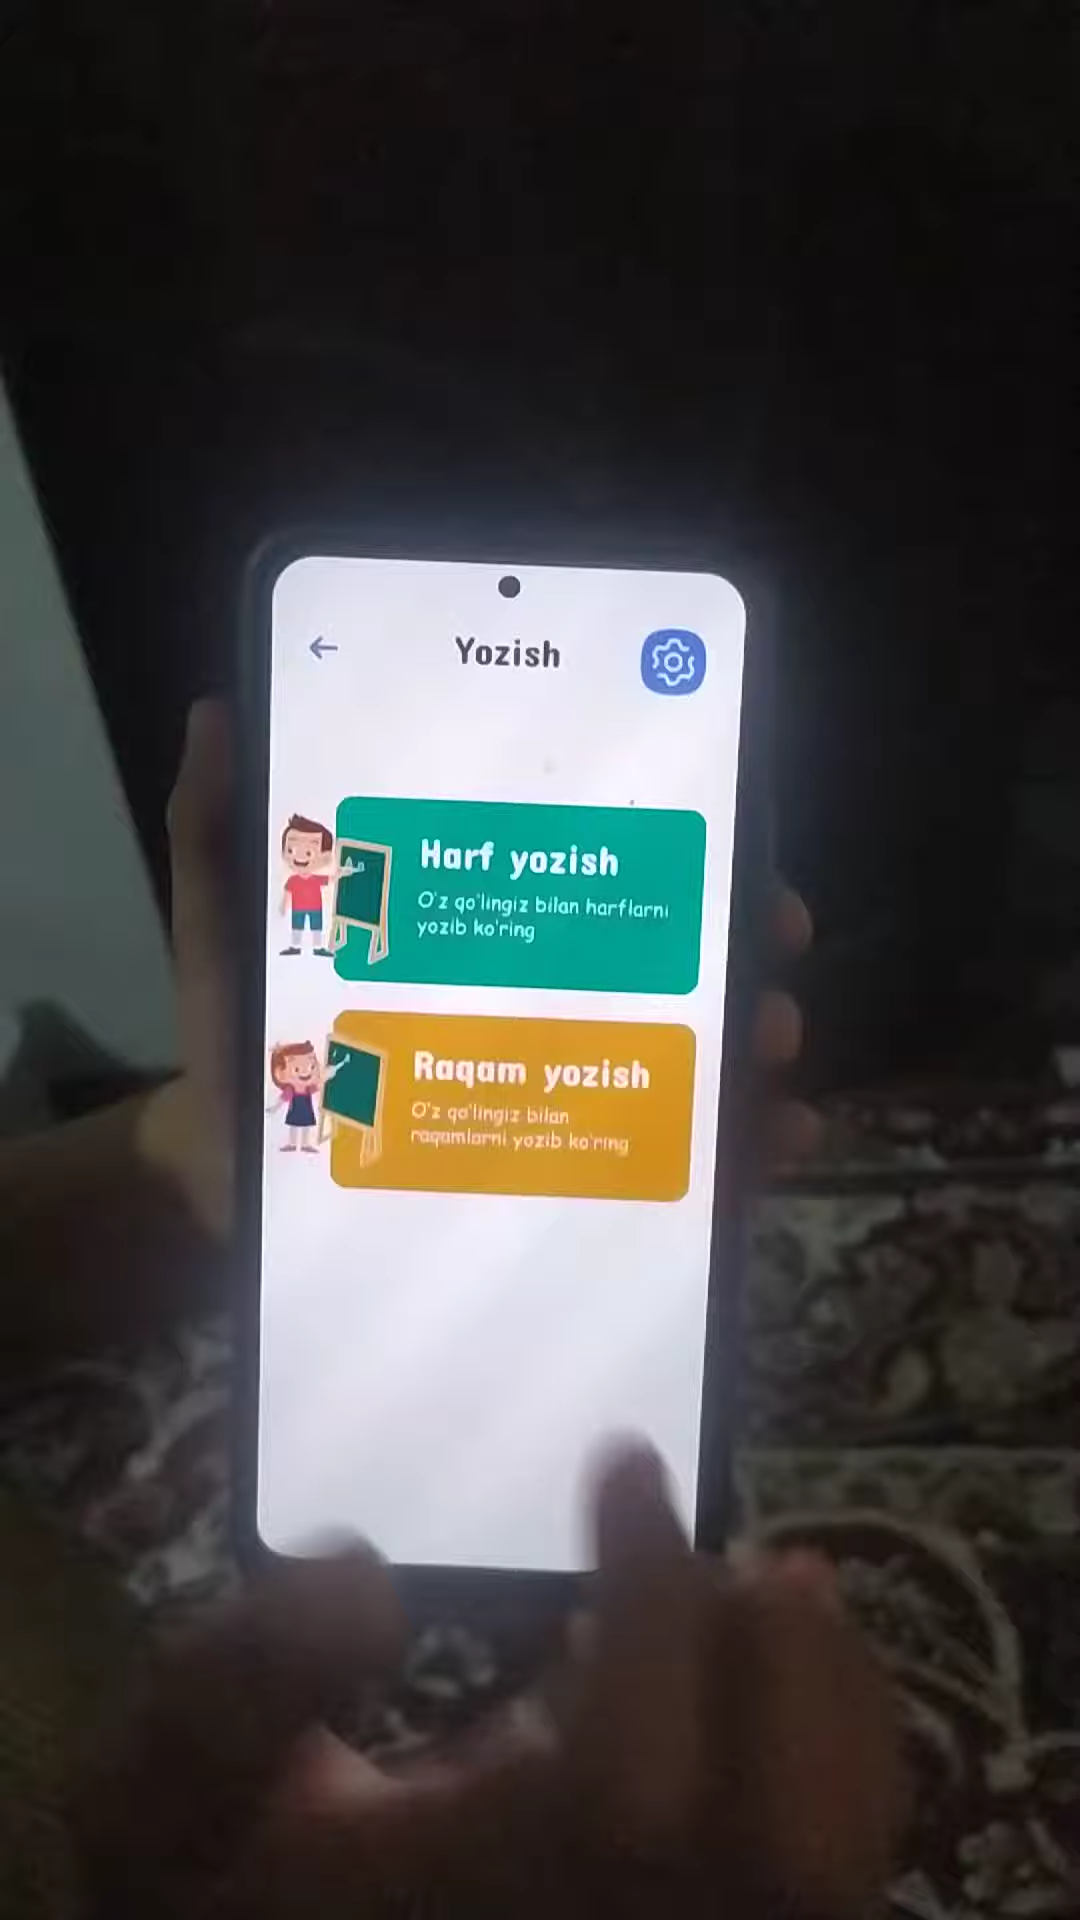 Yozish
Harf yozish
O'z qo'lingiz bilan harflarni
yozib ko'ring
Raqam yozish
O'z qo'lingiz bilan
raqamlarni yozib ko'ring